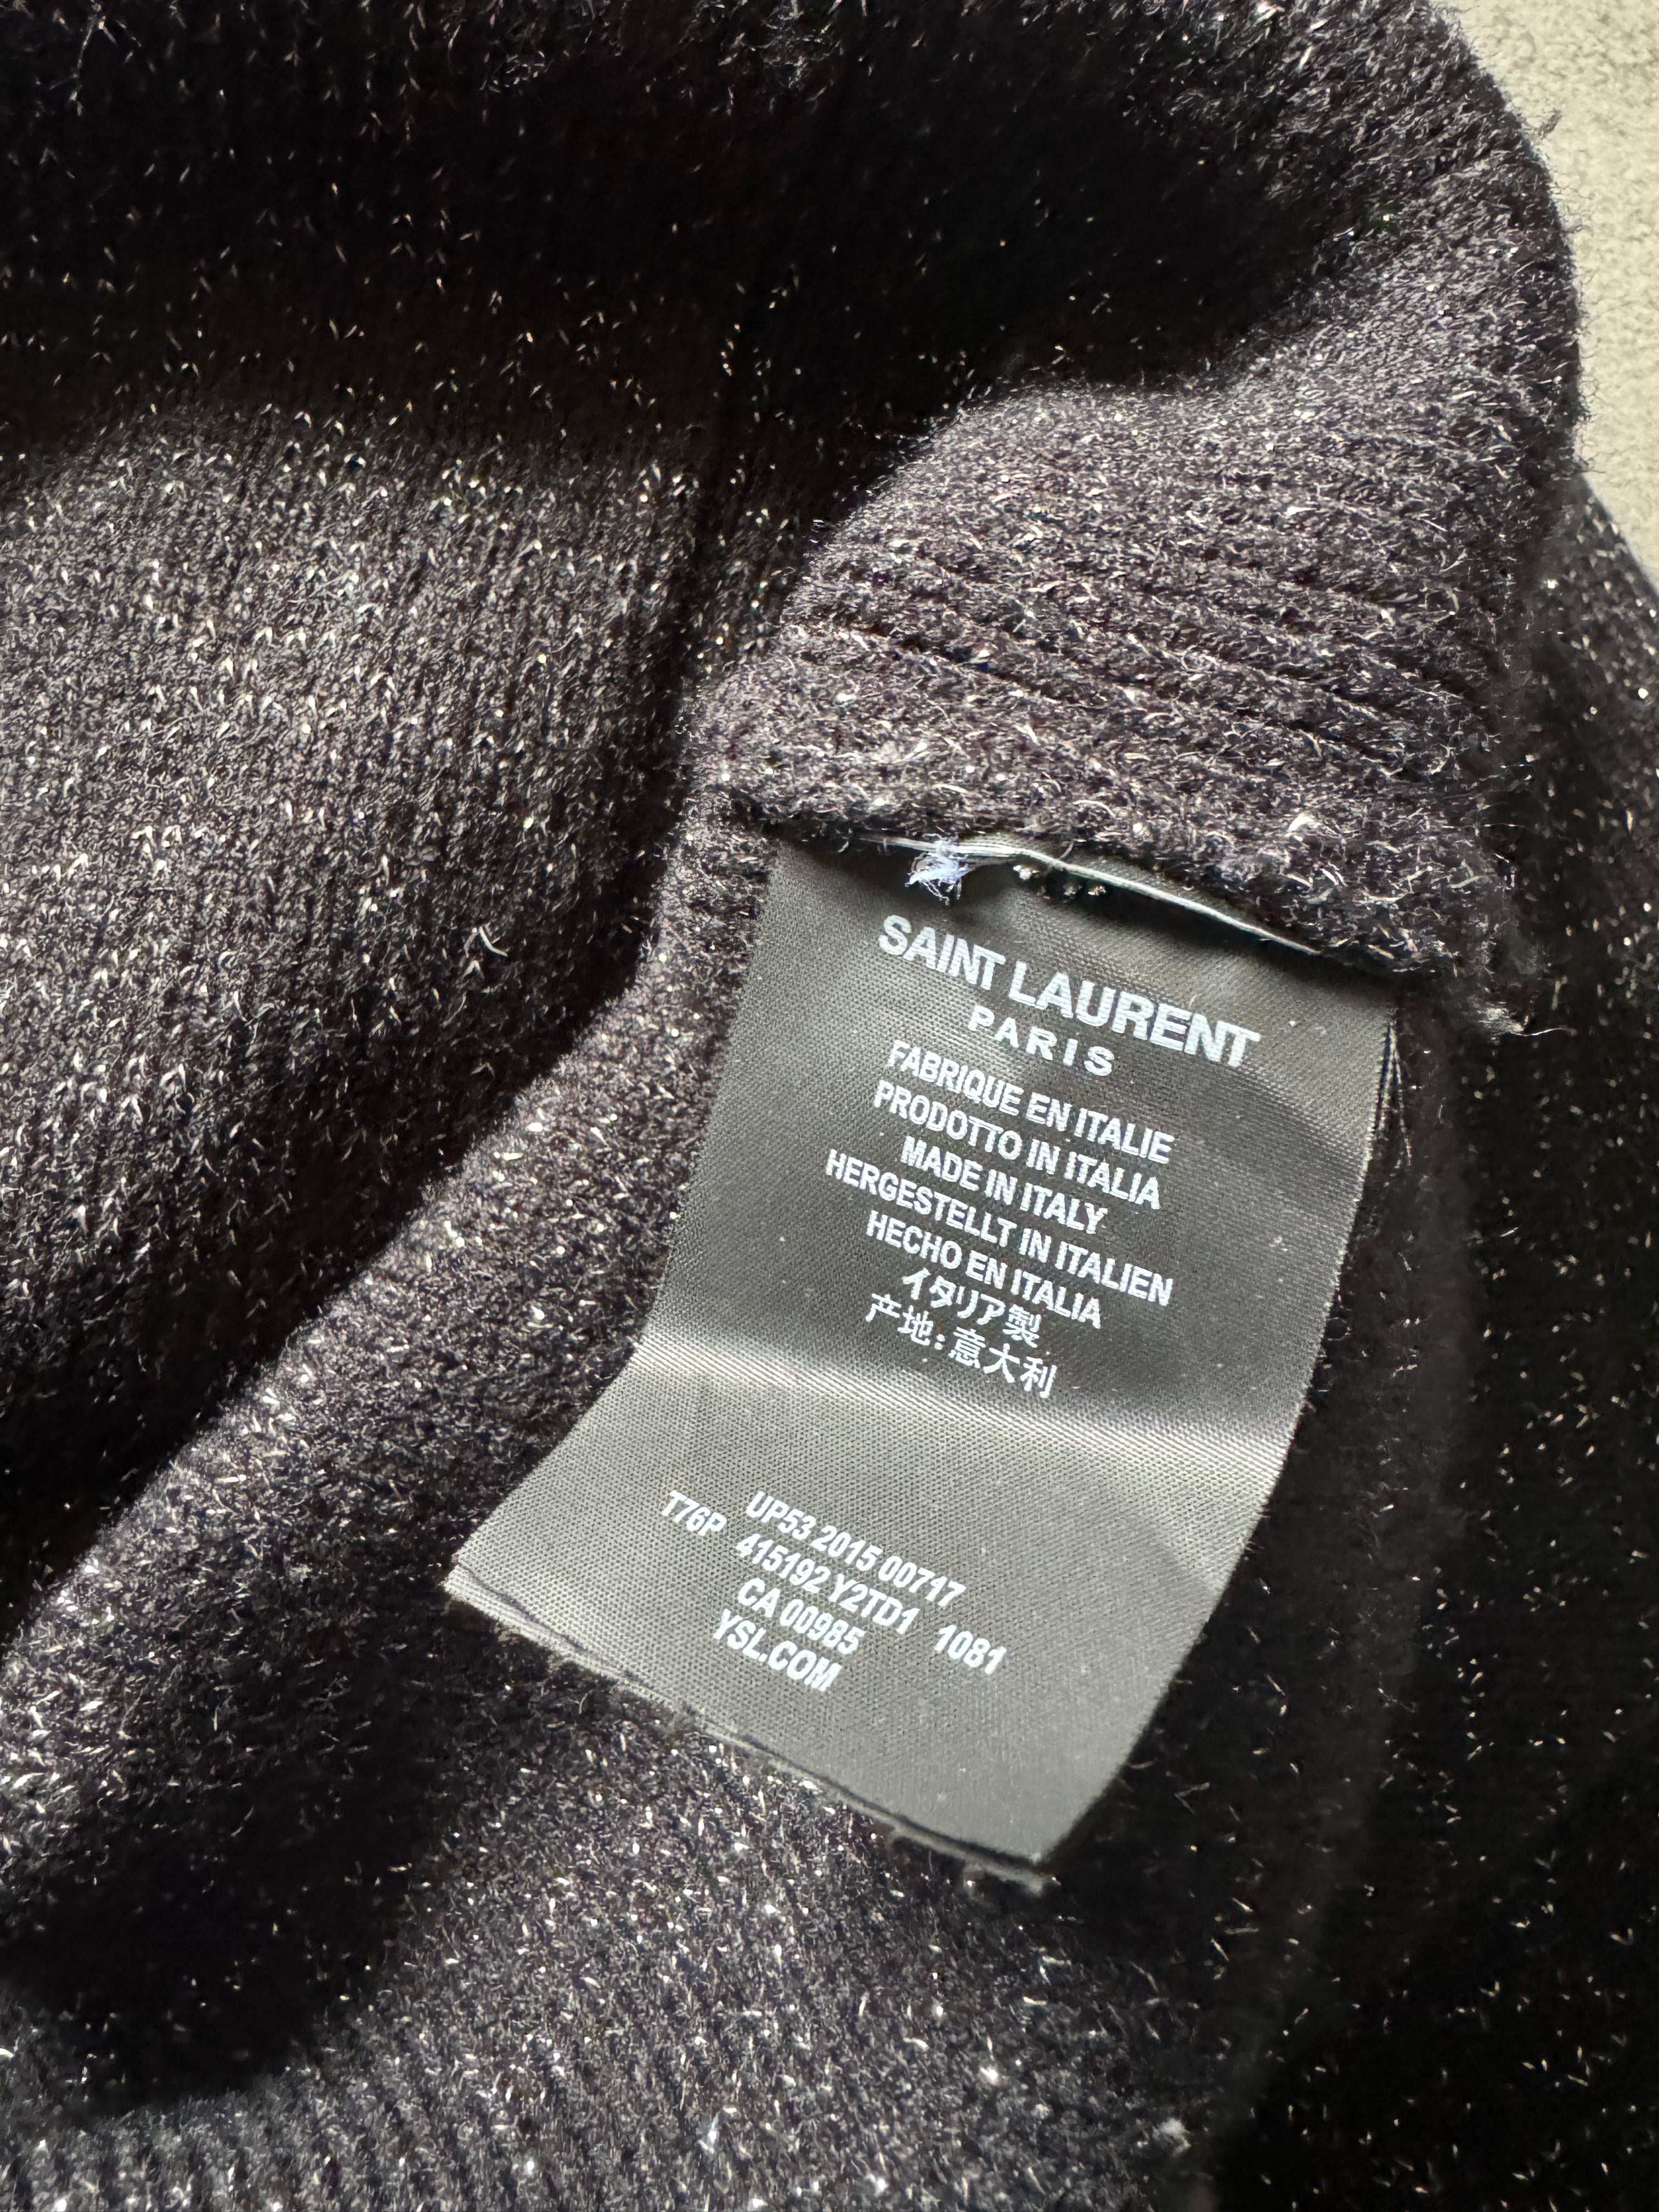 SAINT LAURENT
PARIS
FABRIQUE EN ITALIE
PRODOTTO IN ITALIA
MADE IN ITALY
HERGESTELLT IN ITALIEN
HECHO EN ITALIA
イタリア製
产地:意大利
UP53 2015 00717
T76P 415192 Y2TD1 1081
CA 00985
YSL.COM